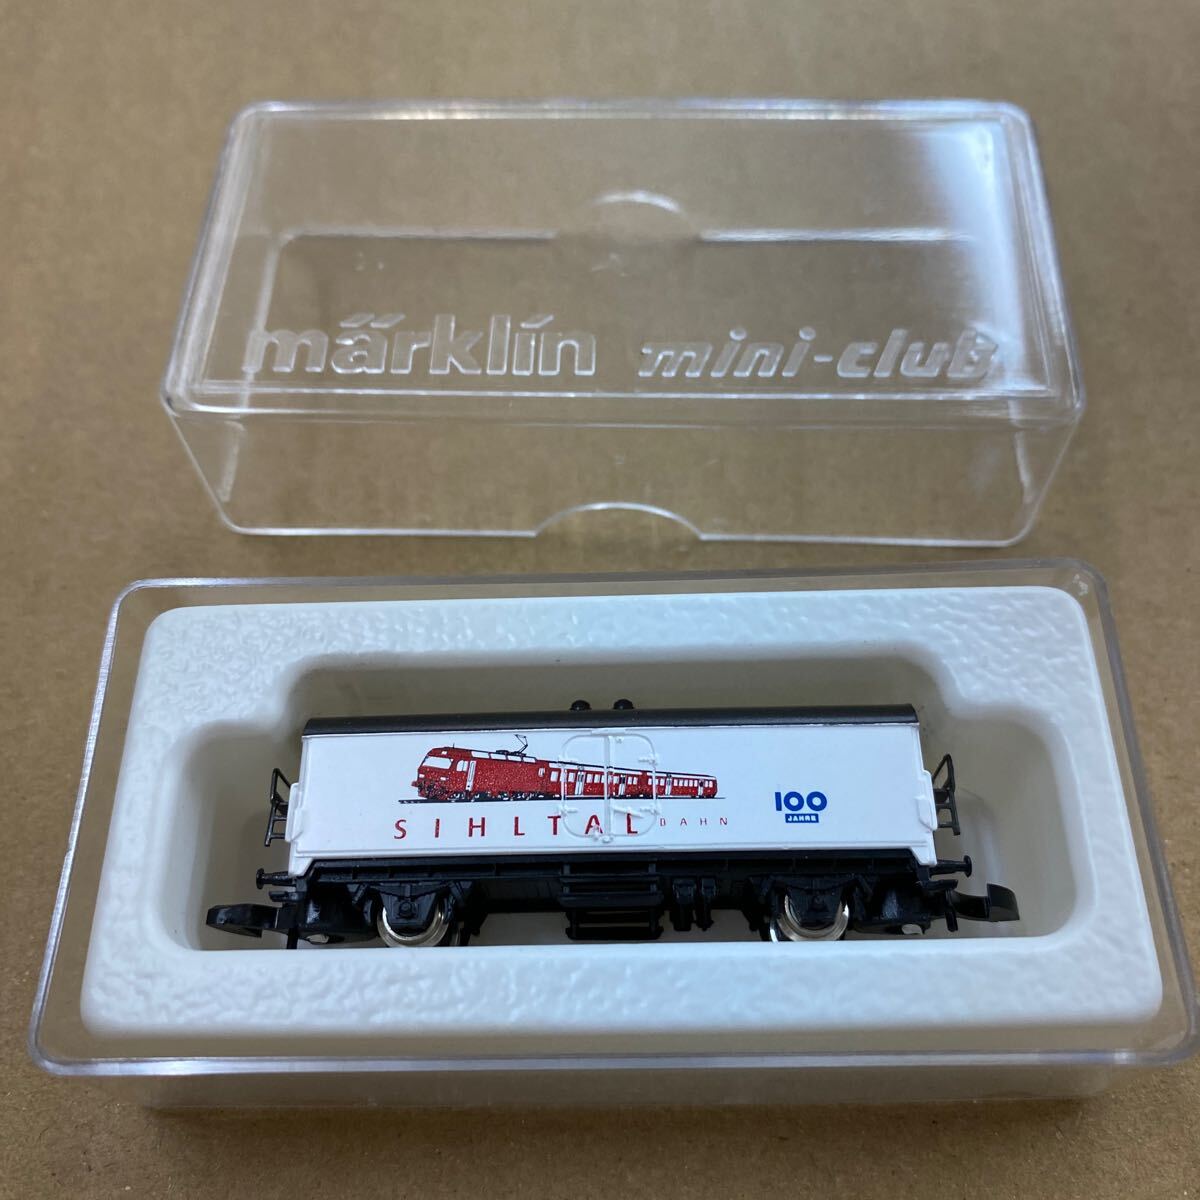 märklin mini-club
SIHLTAL BAHN
100
JAHRE